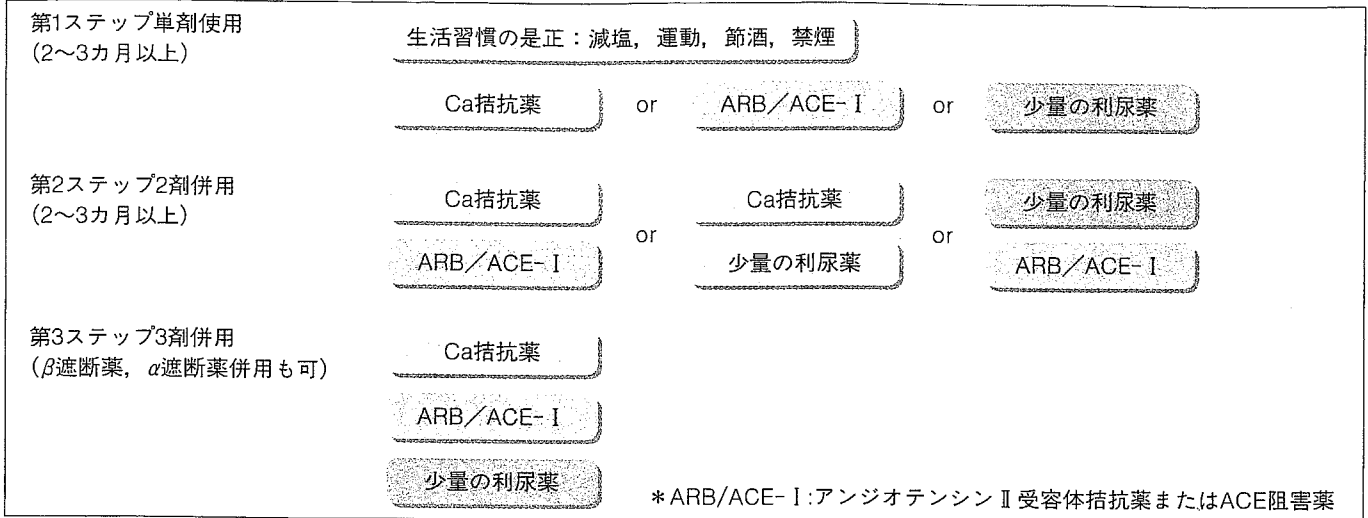 第1ステップ単剤使用
(2〜3カ月以上)
生活習慣の是正：減塩，運動，節酒，禁煙
Ca拮抗薬 or ARB／ACE-Ⅰ or 少量の利尿薬
第2ステップ2剤併用
(2〜3カ月以上)
Ca拮抗薬 Ca拮抗薬 少量の利尿薬
or or
ARB／ACE-Ⅰ 少量の利尿薬 ARB／ACE-Ⅰ
第3ステップ3剤併用
(β遮断薬，α遮断薬併用も可)
Ca拮抗薬
ARB／ACE-Ⅰ
少量の利尿薬
＊ARB/ACE-Ⅰ:アンジオテンシンⅡ受容体拮抗薬またはACE阻害薬